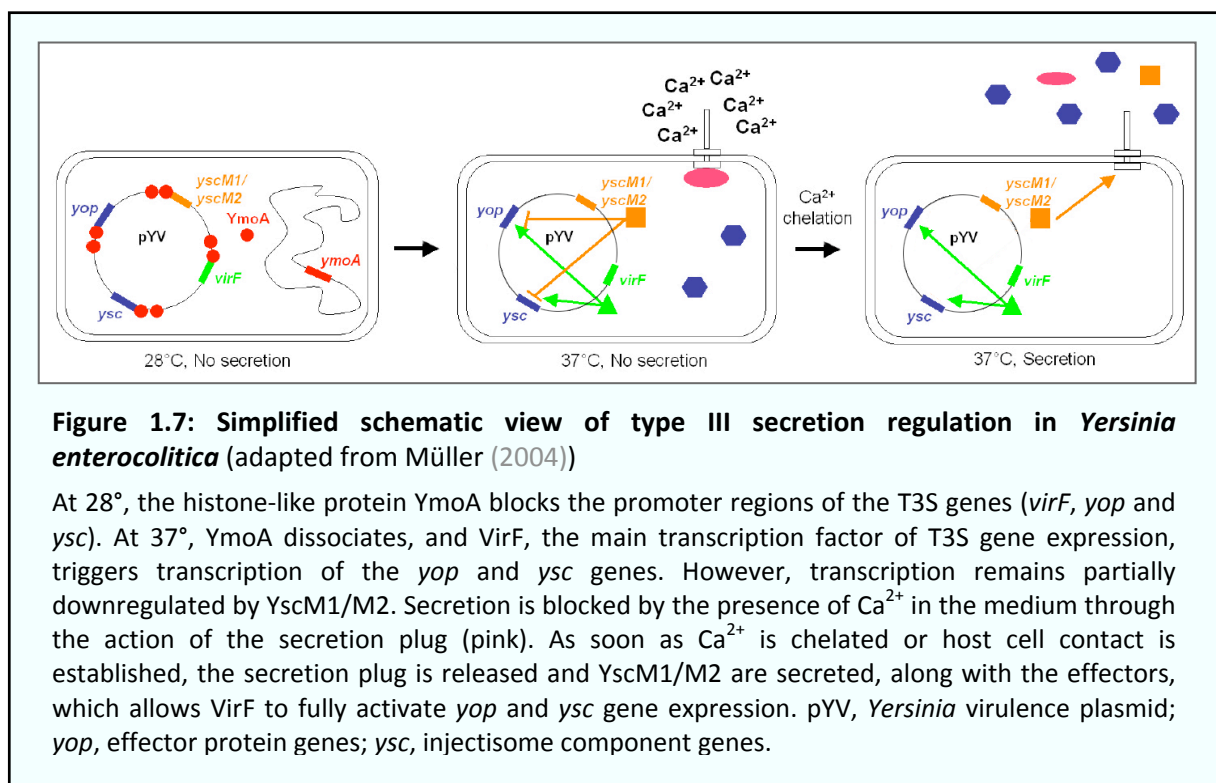 Ca2+ Ca2+
Ca2+ Ca2+
Ca2+ Ca2+
yop
yscM1/
yscM2
YmoA
pYV
ymoA
virF
ysc
28°C, No secretion
yop
yscM1/
yscM2
pYV
virF
ysc
37°C, No secretion
Ca2+
chelation
yop
yscM1/
yscM2
pYV
virF
ysc
37°C, Secretion
Figure 1.7: Simplified schematic view of type III secretion regulation in Yersinia
enterocolitica (adapted from Müller (2004))
At 28°, the histone-like protein YmoA blocks the promoter regions of the T3S genes (virF, yop and
ysc). At 37°, YmoA dissociates, and VirF, the main transcription factor of T3S gene expression,
triggers transcription of the yop and ysc genes. However, transcription remains partially
downregulated by YscM1/M2. Secretion is blocked by the presence of Ca2+ in the medium through
the action of the secretion plug (pink). As soon as Ca2+ is chelated or host cell contact is
established, the secretion plug is released and YscM1/M2 are secreted, along with the effectors,
which allows VirF to fully activate yop and ysc gene expression. pYV, Yersinia virulence plasmid;
yop, effector protein genes; ysc, injectisome component genes.